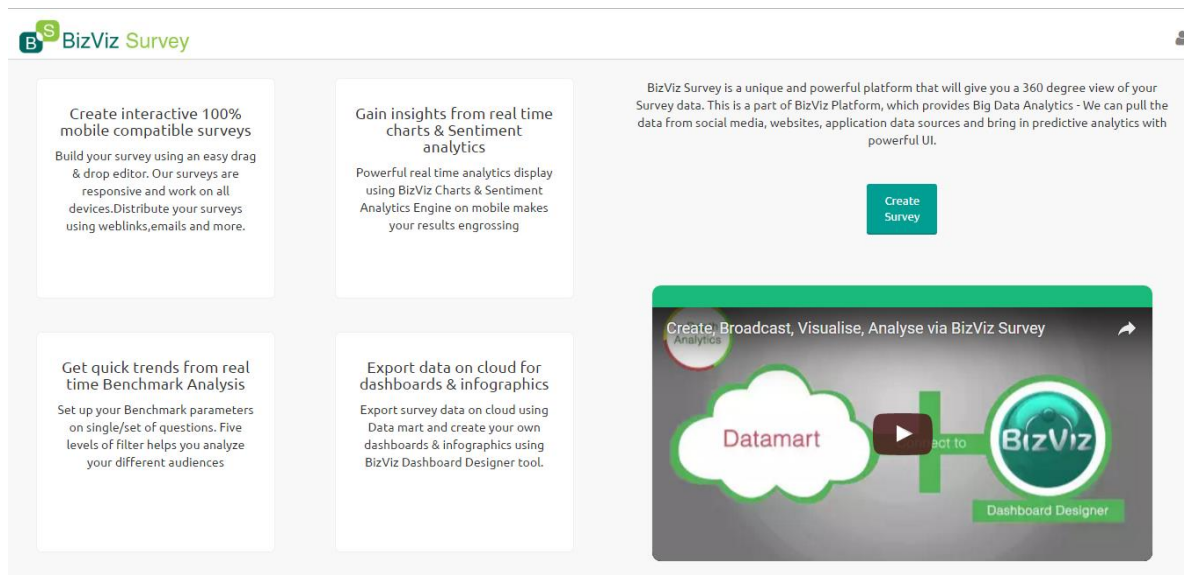 BS BizViz Survey
Create interactive 100%
mobile compatible surveys
Build your survey using an easy drag
& drop editor. Our surveys are
responsive and work on all
devices.Distribute your surveys
using weblinks,emails and more.
Gain insights from real time
charts & Sentiment
analytics
Powerful real time analytics display
using BizViz Charts & Sentiment
Analytics Engine on mobile makes
your results engrossing
BizViz Survey is a unique and powerful platform that will give you a 360 degree view of your
Survey data. This is a part of BizViz Platform, which provides Big Data Analytics - We can pull the
data from social media, websites, application data sources and bring in predictive analytics with
powerful UI.
Create
Survey
Get quick trends from real
time Benchmark Analysis
Set up your Benchmark parameters
on single/set of questions. Five
levels of filter helps you analyze
your different audiences
Export data on cloud for
dashboards & infographics
Export survey data on cloud using
Data mart and create your own
dashboards & infographics using
BizViz Dashboard Designer tool.
Create, Broadcast, Visualise, Analyse via BizViz Survey
Analytics
Datamart
to
BizViz
Dashboard Designer